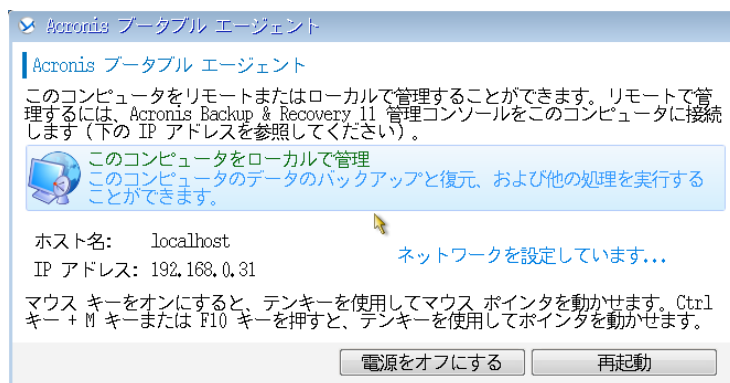 Acronis ブータブル エージェント
Acronis ブータブル エージェント
このコンピュータをリモートまたはローカルで管理することができます。リモートで管
理するには、Acronis Backup & Recovery 11 管理コンソールをこのコンピュータに接続
します(下の IP アドレスを参照してください)。
このコンピュータをローカルで管理
このコンピュータのデータのバックアップと復元、および他の処理を実行する
ことができます。
ホスト名: localhost
ネットワークを設定しています...
IP アドレス: 192.168.0.31
マウス キーをオンにすると、テンキーを使用してマウス ポインタを動かせます。Ctrl
キー + M キーまたは F10 キーを押すと、テンキーを使用してポインタを動かせます。
電源をオフにする 再起動